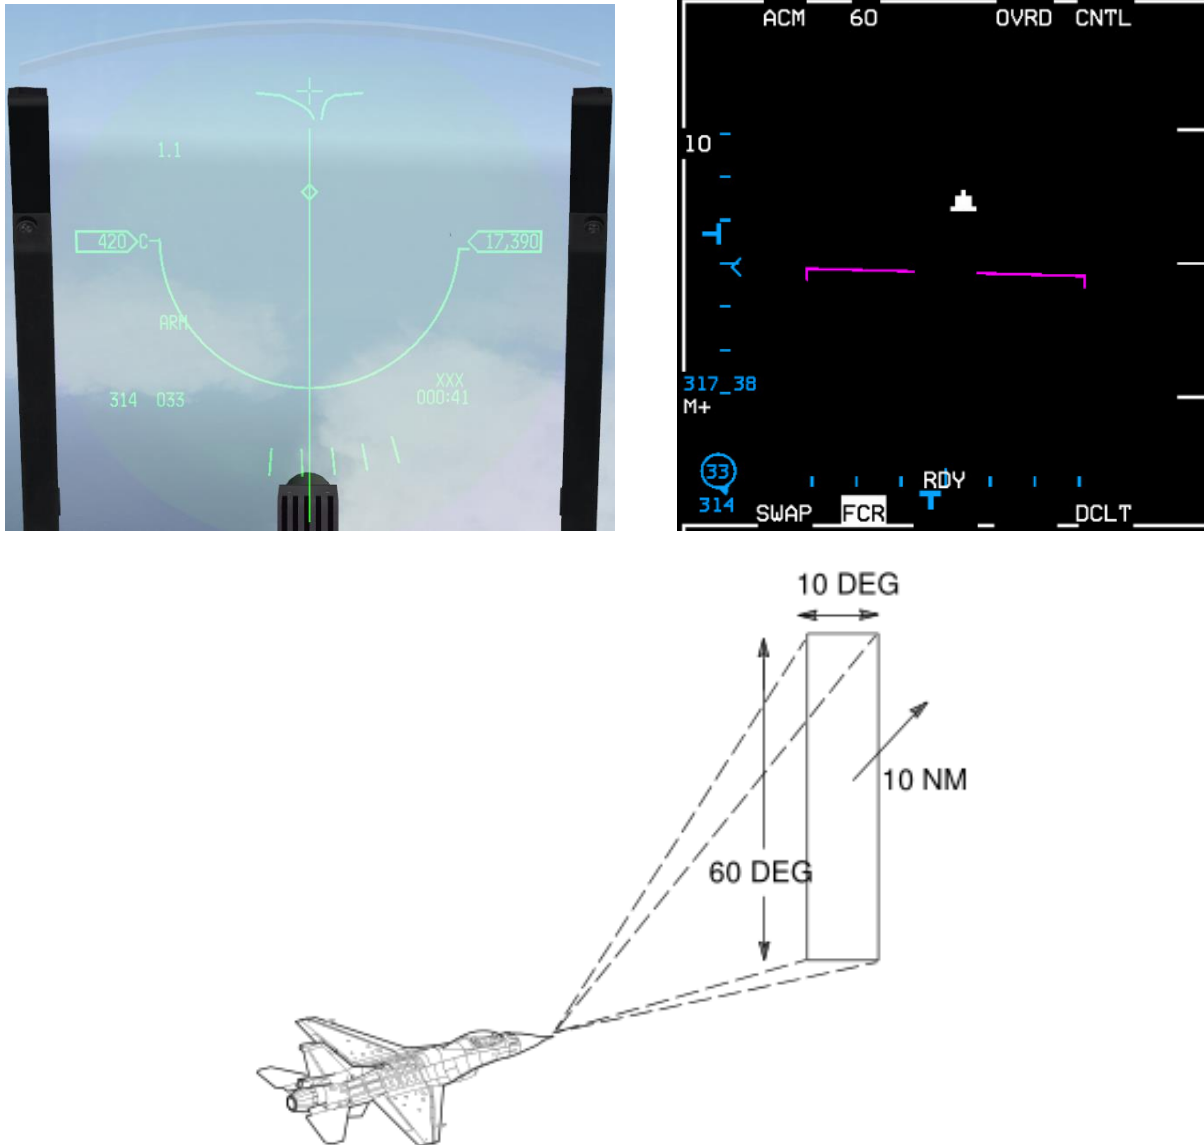 1.1
420 C
17,390
ARM
314 033
XXX
000:41
ACM 60 OVRD CNTL
10
317_38
M+
33
314
RDY
SWAP FCR DCLT
10 DEG
10 NM
60 DEG